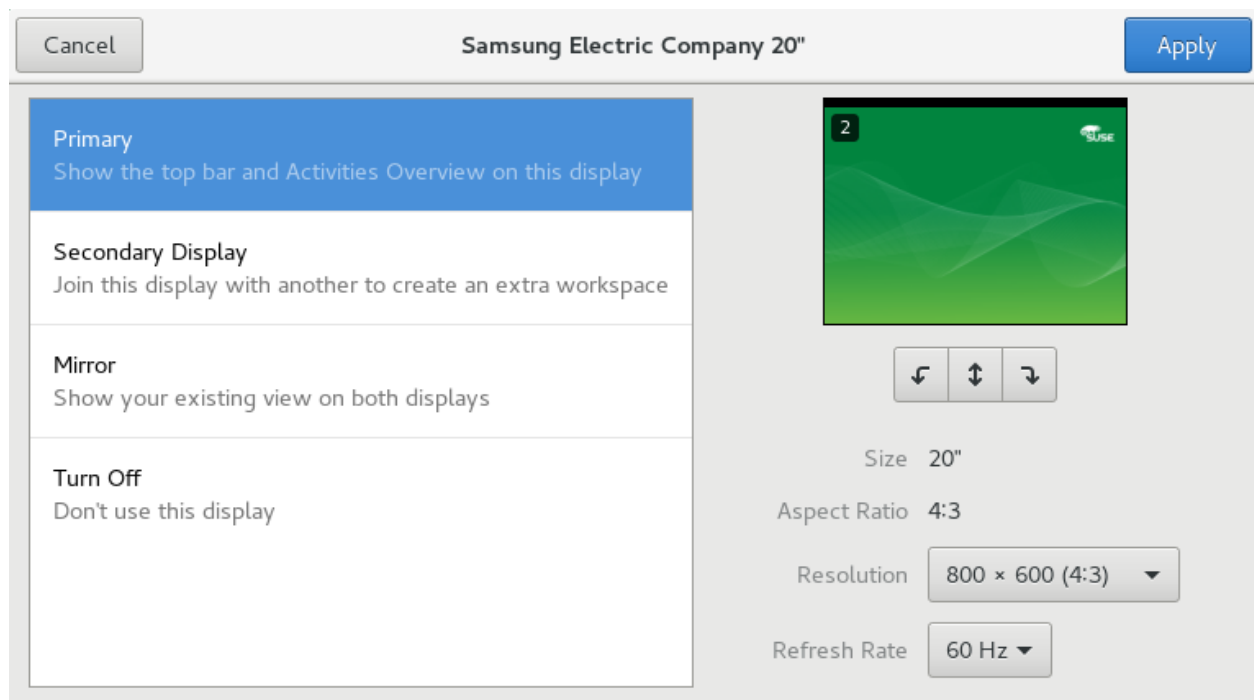 Cancel
Samsung Electric Company 20"
Apply
Primary
Show the top bar and Activities Overview on this display
Secondary Display
Join this display with another to create an extra workspace
Mirror
Show your existing view on both displays
Turn Off
Don't use this display
2
SUSE
Size 20"
Aspect Ratio 4:3
Resolution 800 × 600 (4:3)
Refresh Rate 60 Hz